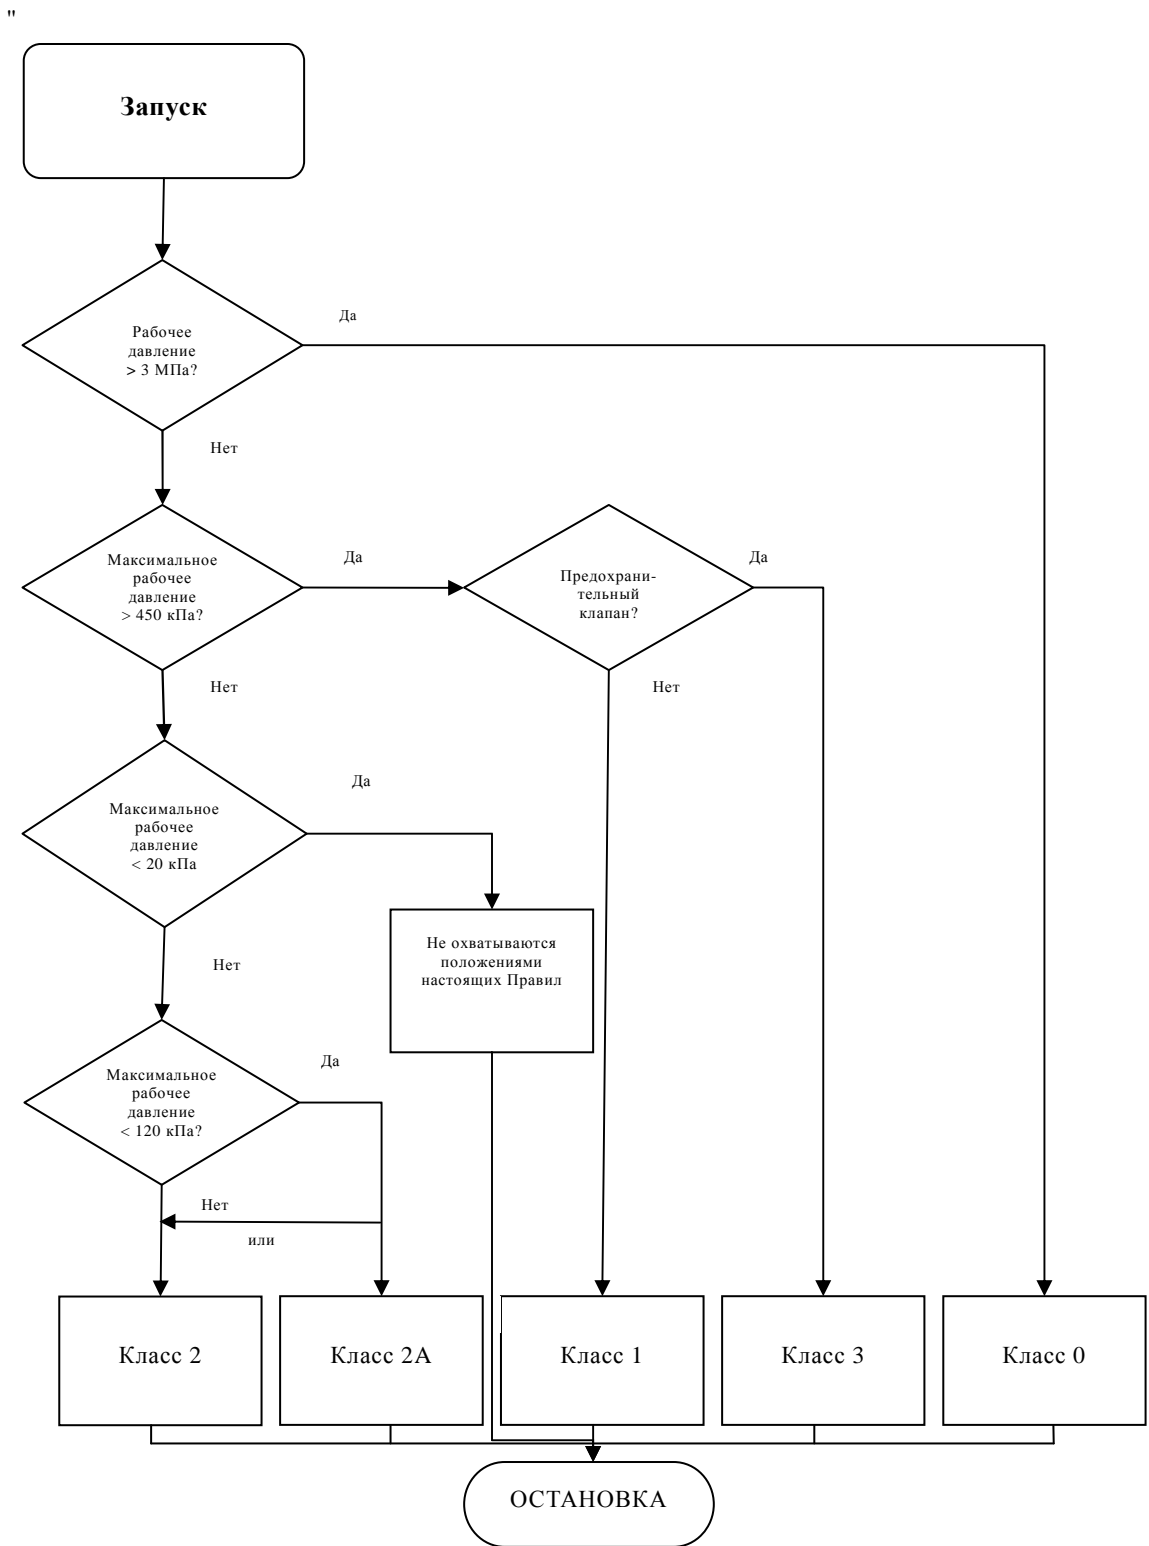 "
Запуск
Да
Рабочее
давление
> 3 МПа?
Нет
Максимальное
рабочее
давление
> 450 кПа?
Да
Предохрани-
тельный
клапан?
Да
Нет
Нет
Максимальное
рабочее
давление
< 20 кПа
Да
Не охватываются
положениями
настоящих Правил
Нет
Максимальное
рабочее
давление
< 120 кПа?
Да
Нет
или
Класс 2
Класс 2А
Класс 1
Класс 3
Класс 0
ОСТАНОВКА